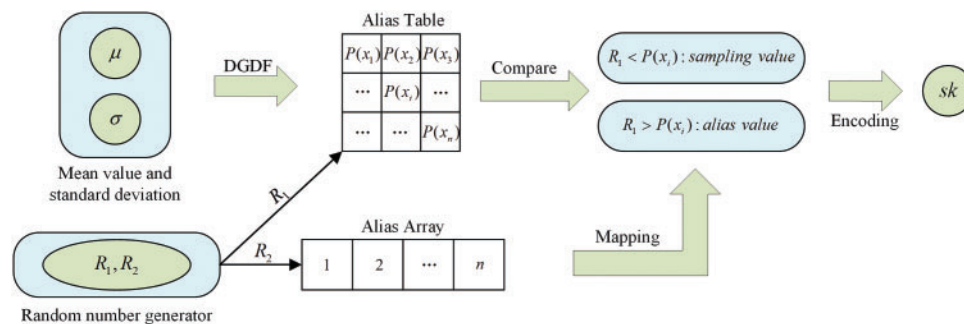 μ
σ
Mean value and
standard deviation
DGDF
Alias Table
P(x₁) P(x₂) P(x₃)
... P(xᵢ) ...
... ... P(xₙ)
Compare
R₁ < P(xᵢ): sampling value
R₁ > P(xᵢ): alias value
Encoding
sk
R₁
R₂
R₁, R₂
Random number generator
Alias Array
1 2 ... n
Mapping